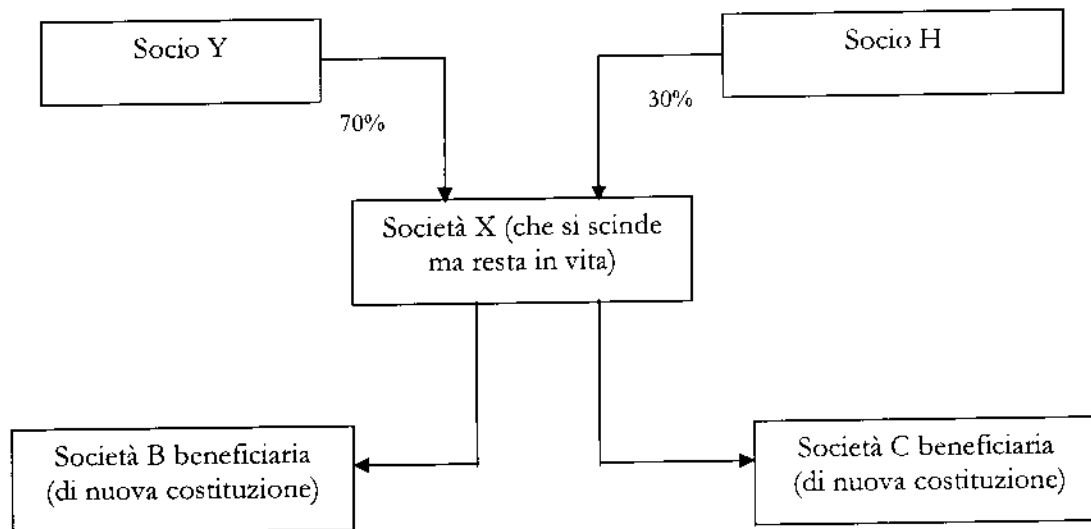 Socio Y
Socio H
70%
30%
Società X (che si scinde
ma resta in vita)
Società B beneficiaria
(di nuova costituzione)
Società C beneficiaria
(di nuova costituzione)